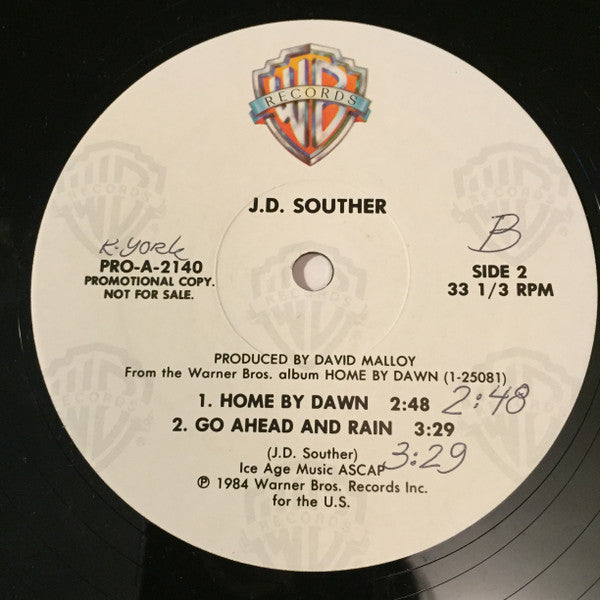 WB
RECORDS
J.D. SOUTHER
K. York
PRO-A-2140
PROMOTIONAL COPY.
NOT FOR SALE.
B
SIDE 2
33 1/3 RPM
PRODUCED BY DAVID MALLOY
From the Warner Bros. album HOME BY DAWN (1-25081)
1. HOME BY DAWN 2:48 2:48
2. GO AHEAD AND RAIN 3:29
3:29
(J.D. Souther)
Ice Age Music ASCAP
℗ 1984 Warner Bros. Records Inc.
for the U.S.